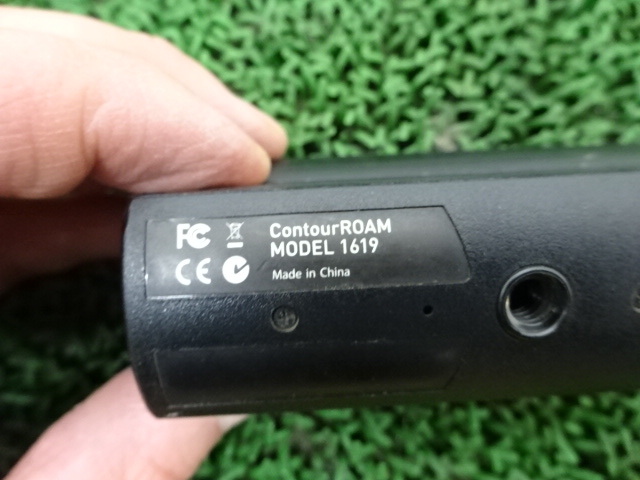 FC
ContourROAM
MODEL 1619
CE
Made in China